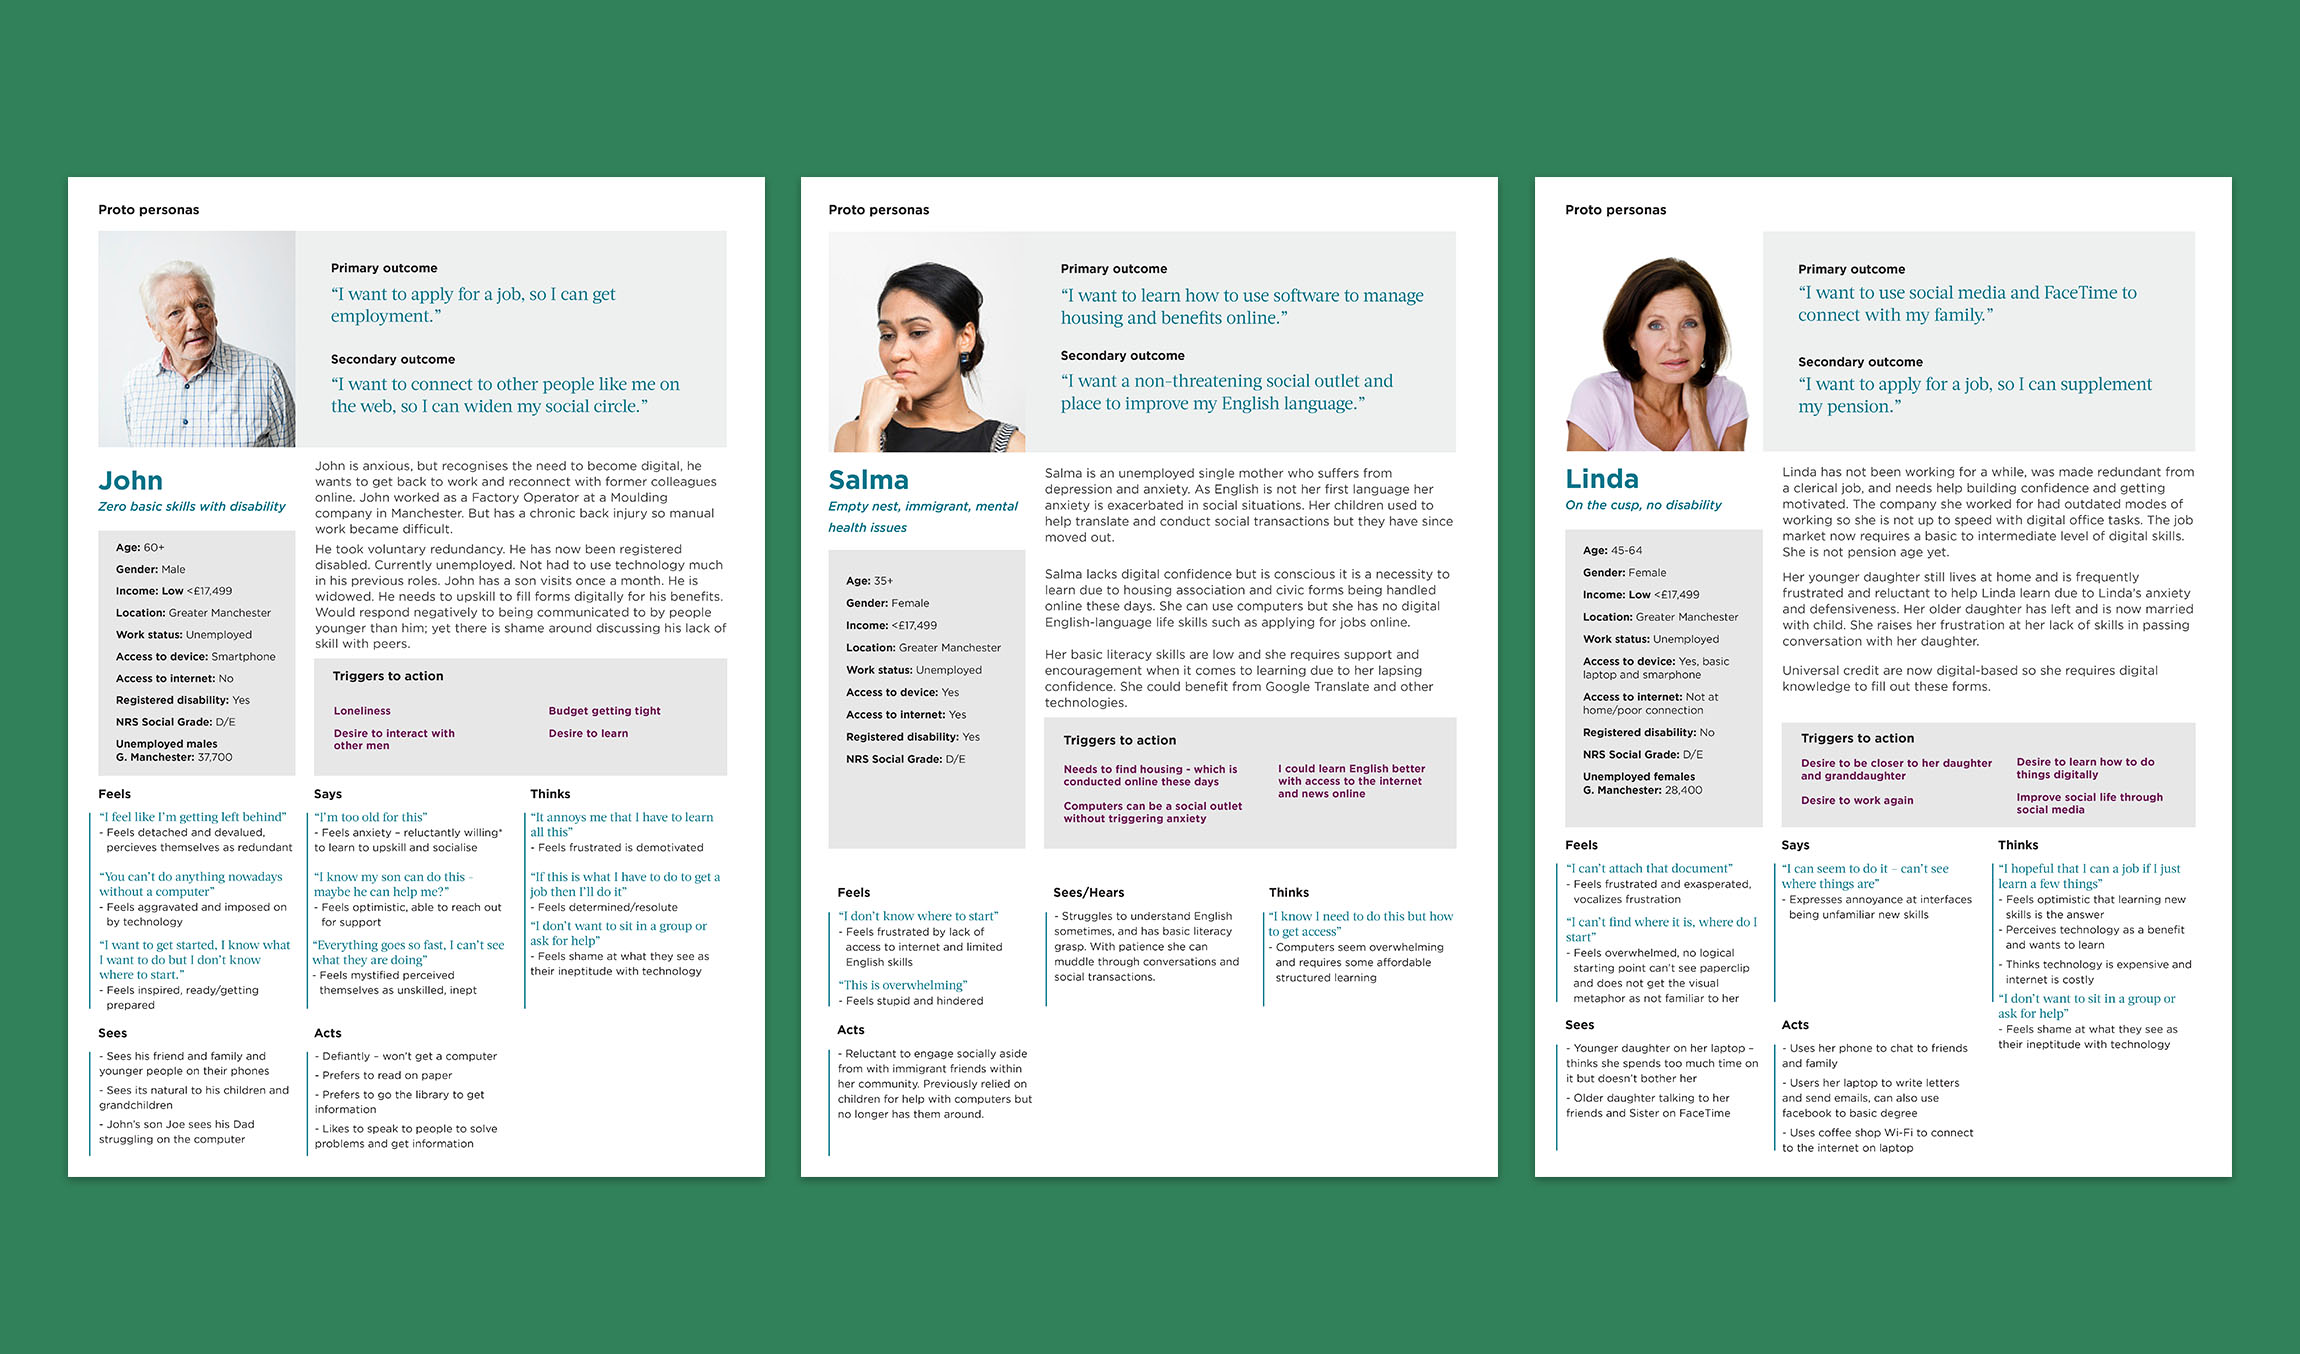 Proto personas
Primary outcome
“I want to apply for a job, so I can get
employment.”
Secondary outcome
“I want to connect to other people like me on
the web, so I can widen my social circle.”
John
Zero basic skills with disability
Age: 60+
Gender: Male
Income: Low <£17,499
Location: Greater Manchester
Work status: Unemployed
Access to device: Smartphone
Access to internet: No
Registered disability: Yes
NRS Social Grade: D/E
Unemployed males
G. Manchester: 37,700
John is anxious, but recognises the need to become digital, he
wants to get back to work and reconnect with former colleagues
online. John worked as a Factory Operator at a Moulding
company in Manchester. But has a chronic back injury so manual
work became difficult.
He took voluntary redundancy. He has now been registered
disabled. Currently unemployed. Not had to use technology much
in his previous roles. John has a son visits once a month. He is
widowed. He needs to upskill to fill forms digitally for his benefits.
Would respond negatively to being communicated to by people
younger than him; yet there is shame around discussing his lack of
skill with peers.
Triggers to action
Loneliness
Desire to interact with
other men
Budget getting tight
Desire to learn
Feels
“I feel like I’m getting left behind”
- Feels detached and devalued,
percieves themselves as redundant
“You can’t do anything nowadays
without a computer”
- Feels aggravated and imposed on
by technology
“I want to get started, I know what
I want to do but I don’t know
where to start.”
- Feels inspired, ready/getting
prepared
Says
“I’m too old for this”
- Feels anxiety – reluctantly willing*
to learn to upskill and socialise
“I know my son can do this -
maybe he can help me?”
- Feels optimistic, able to reach out
for support
“Everything goes so fast, I can’t see
what they are doing”
- Feels mystified perceived
themselves as unskilled, inept
Thinks
“It annoys me that I have to learn
all this”
- Feels frustrated is demotivated
“If this is what I have to do to get a
job then I’ll do it”
- Feels determined/resolute
“I don’t want to sit in a group or
ask for help”
- Feels shame at what they see as
their ineptitude with technology
Sees
- Sees his friend and family and
younger people on their phones
- Sees its natural to his children and
grandchildren
- John’s son Joe sees his Dad
struggling on the computer
Acts
- Defiantly – won’t get a computer
- Prefers to read on paper
- Prefers to go the library to get
information
- Likes to speak to people to solve
problems and get information
Proto personas
Primary outcome
“I want to learn how to use software to manage
housing and benefits online.”
Secondary outcome
“I want a non-threatening social outlet and
place to improve my English language.”
Salma
Empty nest, immigrant, mental
health issues
Age: 35+
Gender: Female
Income: <£17,499
Location: Greater Manchester
Work status: Unemployed
Access to device: Yes
Access to internet: Yes
Registered disability: Yes
NRS Social Grade: D/E
Salma is an unemployed single mother who suffers from
depression and anxiety. As English is not her first language her
anxiety is exacerbated in social situations. Her children used to
help translate and conduct social transactions but they have since
moved out.
Salma lacks digital confidence but is conscious it is a necessity to
learn due to housing association and civic forms being handled
online these days. She can use computers but she has no digital
English-language life skills such as applying for jobs online.
Her basic literacy skills are low and she requires support and
encouragement when it comes to learning due to her lapsing
confidence. She could benefit from Google Translate and other
technologies.
Triggers to action
Needs to find housing - which is
conducted online these days
Computers can be a social outlet
without triggering anxiety
I could learn English better
with access to the internet
and news online
Feels
“I don’t know where to start”
- Feels frustrated by lack of
access to internet and limited
English skills
“This is overwhelming”
- Feels stupid and hindered
Sees/Hears
- Struggles to understand English
sometimes, and has basic literacy
grasp. With patience she can
muddle through conversations and
social transactions.
Thinks
“I know I need to do this but how
to get access”
- Computers seem overwhelming
and requires some affordable
structured learning
Acts
- Reluctant to engage socially aside
from with immigrant friends within
her community. Previously relied on
children for help with computers but
no longer has them around.
Proto personas
Primary outcome
“I want to use social media and FaceTime to
connect with my family.”
Secondary outcome
“I want to apply for a job, so I can supplement
my pension.”
Linda
On the cusp, no disability
Age: 45-64
Gender: Female
Income: Low <£17,499
Location: Greater Manchester
Work status: Unemployed
Access to device: Yes, basic
laptop and smarphone
Access to internet: Not at
home/poor connection
Registered disability: No
NRS Social Grade: D/E
Unemployed females
G. Manchester: 28,400
Linda has not been working for a while, was made redundant from
a clerical job, and needs help building confidence and getting
motivated. The company she worked for had outdated modes of
working so she is not up to speed with digital office tasks. The job
market now requires a basic to intermediate level of digital skills.
She is not pension age yet.
Her younger daughter still lives at home and is frequently
frustrated and reluctant to help Linda learn due to Linda’s anxiety
and defensiveness. Her older daughter has left and is now married
with child. She raises her frustration at her lack of skills in passing
conversation with her daughter.
Universal credit are now digital-based so she requires digital
knowledge to fill out these forms.
Triggers to action
Desire to be closer to her daughter
and granddaughter
Desire to work again
Desire to learn how to do
things digitally
Improve social life through
social media
Feels
“I can’t attach that document”
- Feels frustrated and exasperated,
vocalizes frustration
“I can’t find where it is, where do I
start”
- Feels overwhelmed, no logical
starting point can’t see paperclip
and does not get the visual
metaphor as not familiar to her
Says
“I can seem to do it – can’t see
where things are”
- Expresses annoyance at interfaces
being unfamiliar new skills
Thinks
“I hopeful that I can a job if I just
learn a few things”
- Feels optimistic that learning new
skills is the answer
- Perceives technology as a benefit
and wants to learn
- Thinks technology is expensive and
internet is costly
“I don’t want to sit in a group or
ask for help”
- Feels shame at what they see as
their ineptitude with technology
Sees
- Younger daughter on her laptop –
thinks she spends too much time on
it but doesn’t bother her
- Older daughter talking to her
friends and Sister on FaceTime
Acts
- Uses her phone to chat to friends
and family
- Users her laptop to write letters
and send emails, can also use
facebook to basic degree
- Uses coffee shop Wi-Fi to connect
to the internet on laptop